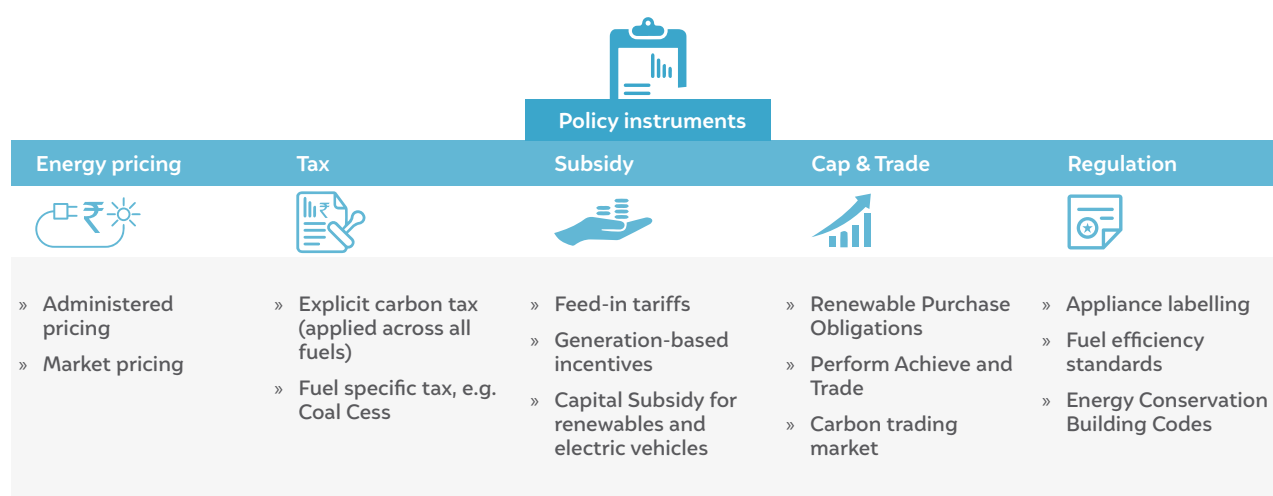 Policy instruments
Energy pricing
Tax
Subsidy
Cap & Trade
Regulation
₹
₹
» Administered
pricing
» Market pricing
» Explicit carbon tax
(applied across all
fuels)
» Fuel specific tax, e.g.
Coal Cess
» Feed-in tariffs
» Generation-based
incentives
» Capital Subsidy for
renewables and
electric vehicles
» Renewable Purchase
Obligations
» Perform Achieve and
Trade
» Carbon trading
market
» Appliance labelling
» Fuel efficiency
standards
» Energy Conservation
Building Codes